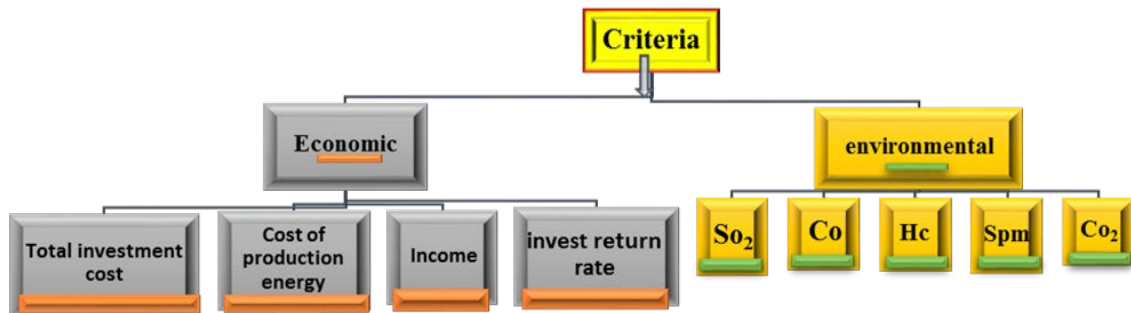 Criteria
Economic
environmental
Total investment
cost
Cost of
production
energy
Income
invest return
rate
So₂
Co
Hc
Spm
Co₂